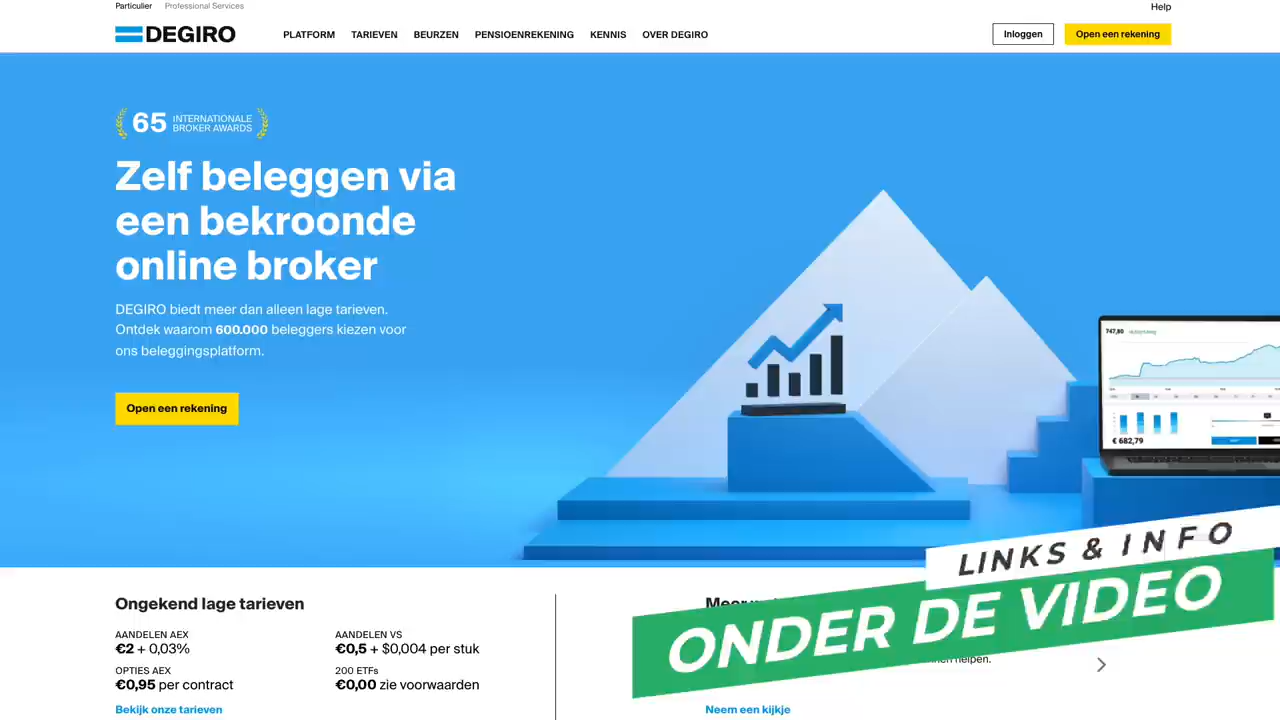 Particulier Professional Services Help
DEGIRO PLATFORM TARIEVEN BEURZEN PENSIOENREKENING KENNIS OVER DEGIRO Inloggen Open een rekening
65 INTERNATIONALE
BROKER AWARDS
Zelf beleggen via
een bekroonde
online broker
DEGIRO biedt meer dan alleen lage tarieven.
Ontdek waarom 600.000 beleggers kiezen voor
ons beleggingsplatform.
Open een rekening
747,80
€ 682,79
LINKS & INFO
ONDER DE VIDEO
Ongekend lage tarieven
AANDELEN AEX
€2 + 0,03%
AANDELEN VS
€0,5 + $0,004 per stuk
OPTIES AEX
€0,95 per contract
200 ETFs
€0,00 zie voorwaarden
Bekijk onze tarieven
helpen.
Neem een kijkje